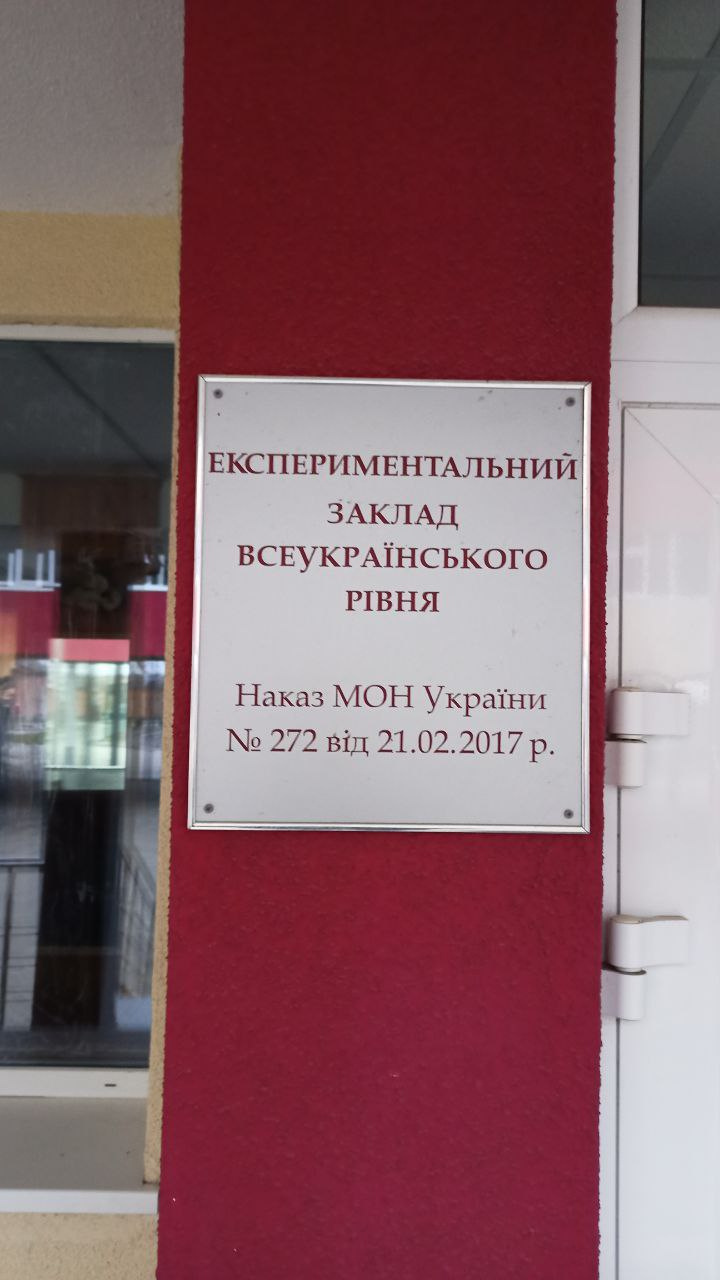 ЕКСПЕРИМЕНТАЛЬНИЙ
ЗАКЛАД
ВСЕУКРАЇНСЬКОГО
РІВНЯ
Наказ МОН України
№ 272 від 21.02.2017 р.